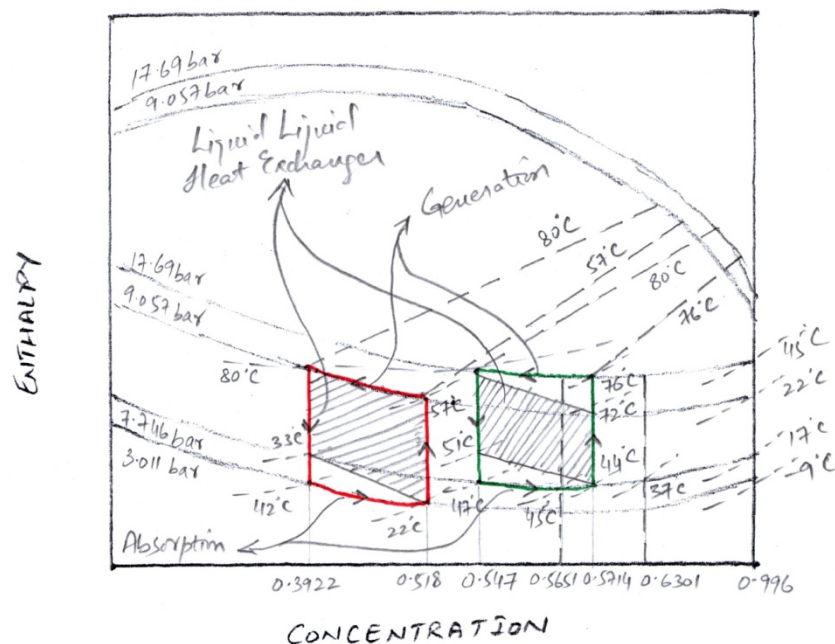 17.69 bar
9.057 bar
Liquid Liquid
Heat Exchanger
Generation
80°C
57°C
80°C
76°C
ENTHALPY
17.69 bar
9.057 bar
45°C
22°C
80°C
76°C
57°C
72°C
7.7116 bar
33°C
51°C
44°C
17°C
3.011 bar
37°C
-9°C
42°C
22°C
47°C
45°C
Absorption
0.3922 0.518 0.547 0.5651 0.5714 0.6301 0.996
CONCENTRATION